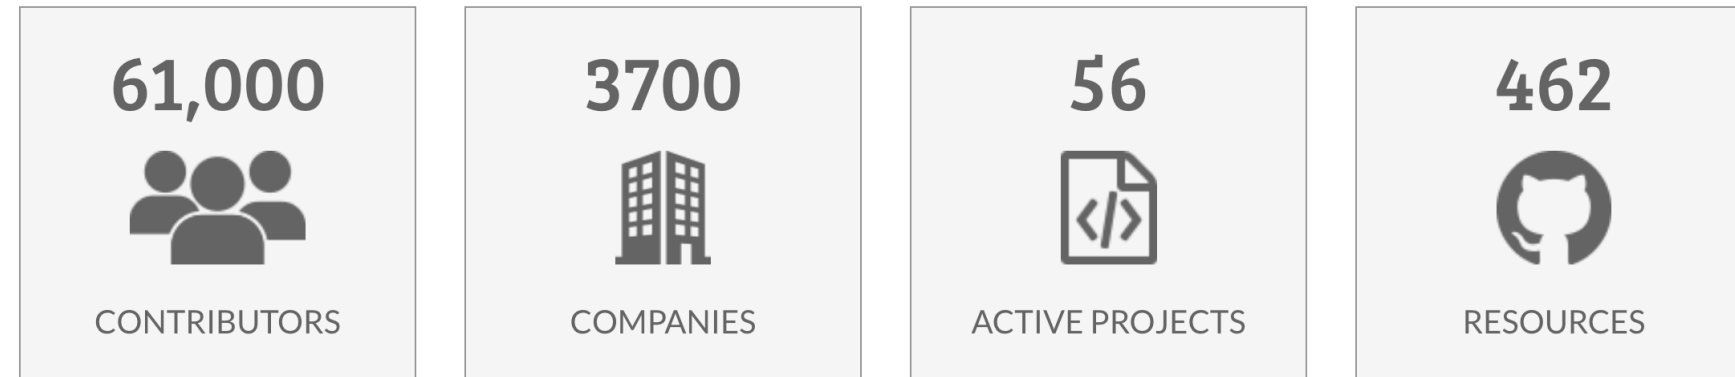 61,000
CONTRIBUTORS
3700
COMPANIES
56
ACTIVE PROJECTS
462
RESOURCES